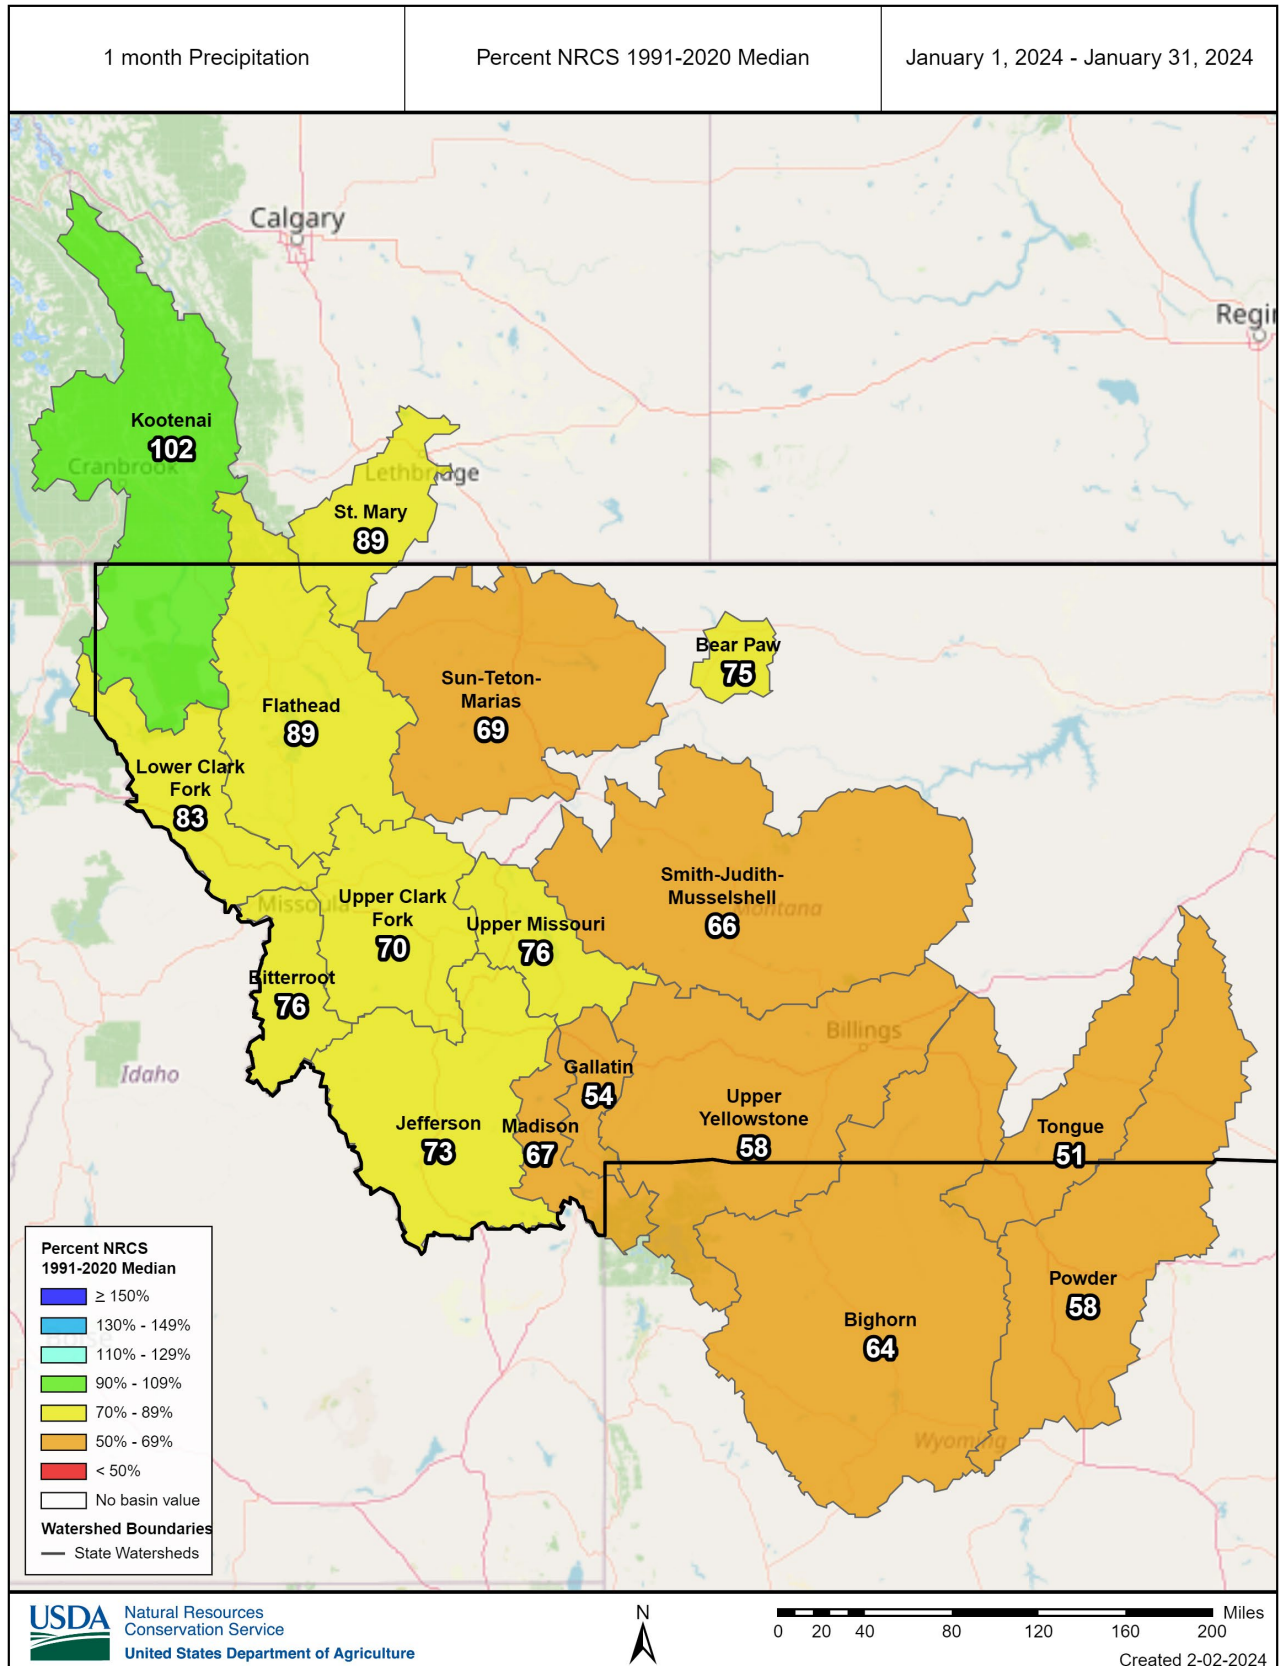 1 month Precipitation
Percent NRCS 1991-2020 Median
January 1, 2024 - January 31, 2024
Calgary
Regin
Kootenai
102
Cranbrook
Lethbridge
St. Mary
89
Bear Paw
75
Sun-Teton-
Marias
69
Flathead
89
Lower Clark
Fork
83
Smith-Judith-
Musselshell
66
Montana
Missoula
Upper Clark
Fork
70
Upper Missouri
76
Bitterroot
76
Billings
Idaho
Gallatin
54
Upper
Yellowstone
58
Jefferson
73
Madison
67
Tongue
51
Powder
58
Bighorn
64
Wyoming
Percent NRCS
1991-2020 Median
≥ 150%
130% - 149%
110% - 129%
90% - 109%
70% - 89%
50% - 69%
< 50%
No basin value
Watershed Boundaries
State Watersheds
USDA
Natural Resources
Conservation Service
United States Department of Agriculture
N
Miles
0 20 40 80 120 160 200
Created 2-02-2024